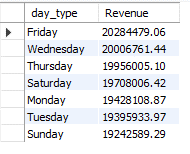 day_type Revenue
Friday 20284479.06
Wednesday 20006761.44
Thursday 19956005.10
Saturday 19708006.42
Monday 19428108.87
Tuesday 19395933.97
Sunday 19242589.29